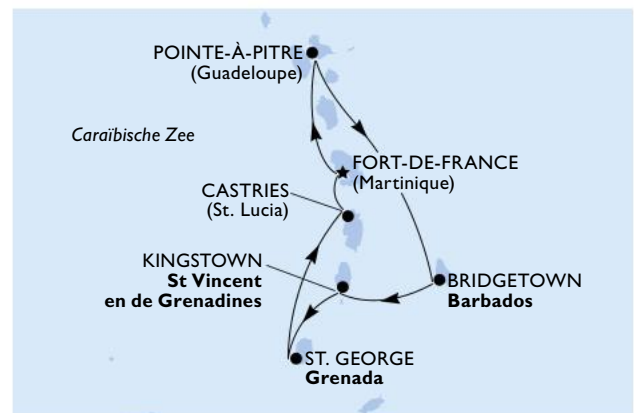 POINTE-À-PITRE
(Guadeloupe)
Caraïbische Zee
FORT-DE-FRANCE
(Martinique)
CASTRIES
(St. Lucia)
KINGSTOWN
St Vincent
en de Grenadines
BRIDGETOWN
Barbados
ST. GEORGE
Grenada